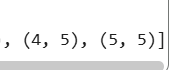 , (4, 5), (5, 5)]